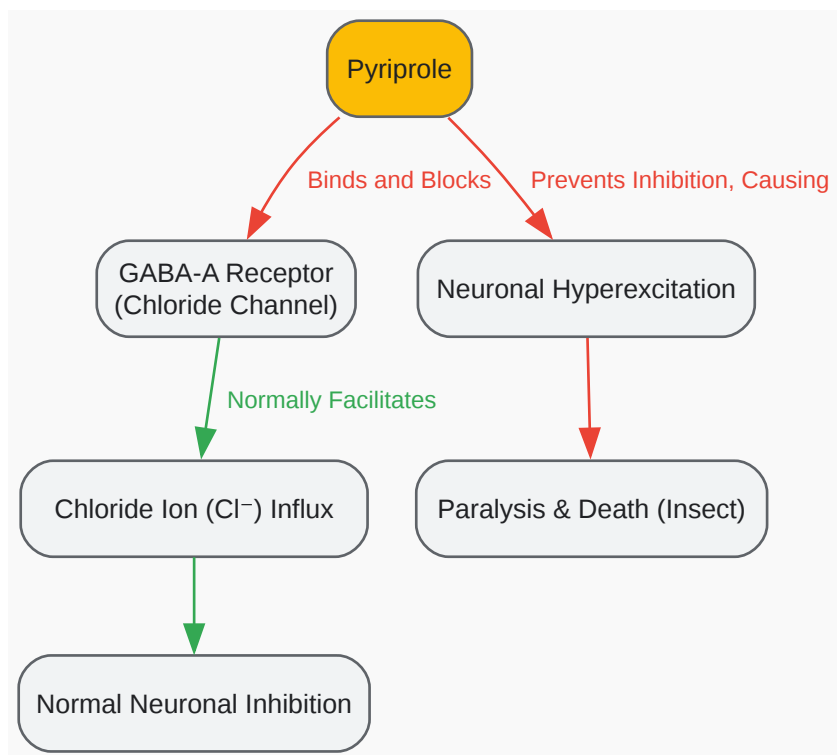 Pyriprole
Binds and Blocks
Prevents Inhibition, Causing
GABA-A Receptor
(Chloride Channel)
Neuronal Hyperexcitation
Normally Facilitates
Chloride Ion (Cl⁻) Influx
Paralysis & Death (Insect)
Normal Neuronal Inhibition